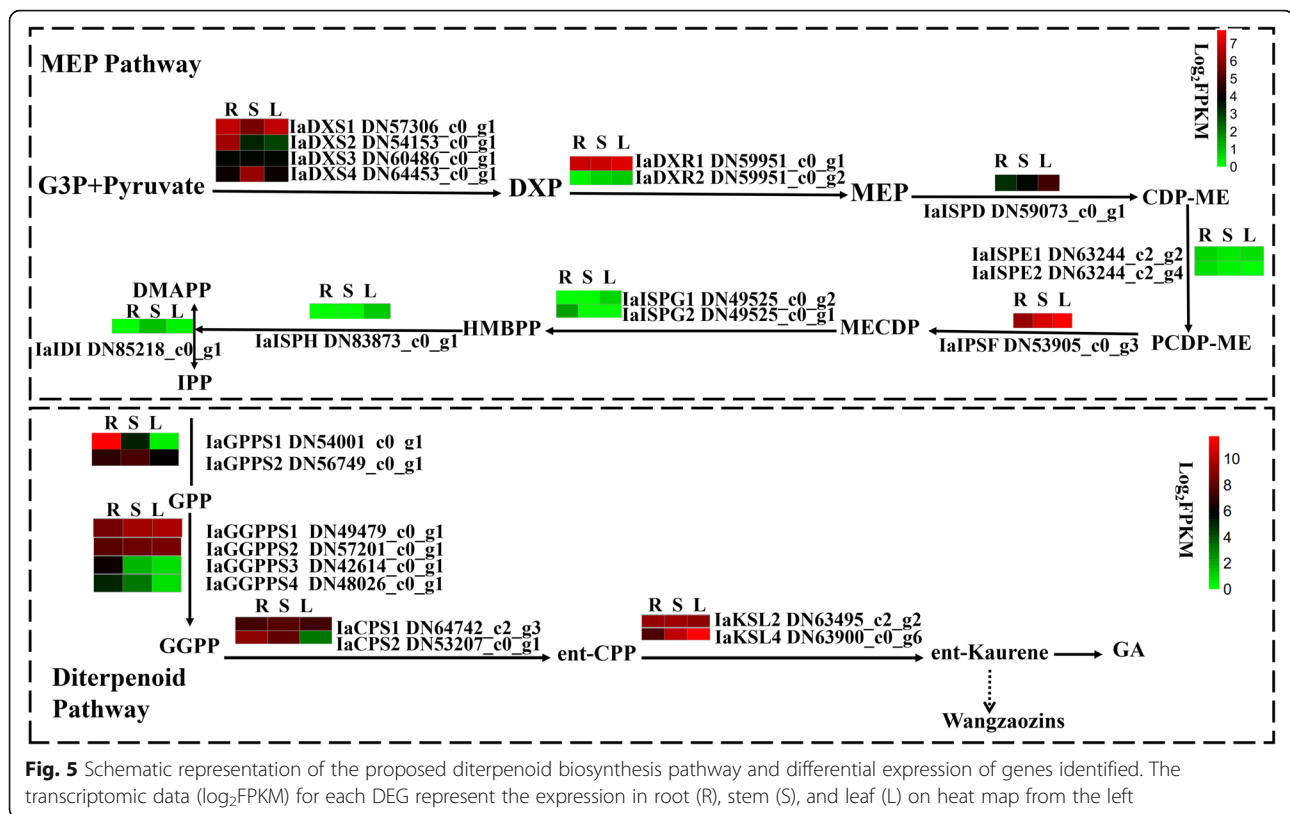 MEP Pathway
R S L
IaDXS1 DN57306_c0_g1
IaDXS2 DN54153_c0_g1
IaDXS3 DN60486_c0_g1
IaDXS4 DN64453_c0_g1
G3P+Pyruvate
DXP
R S L
IaDXR1 DN59951_c0_g1
IaDXR2 DN59951_c0_g2
MEP
R S L
IaISPD DN59073_c0_g1
CDP-ME
7
6
5
4
3
2
1
0
Log2FPKM
R S L
IaISPE1 DN63244_c2_g2
IaISPE2 DN63244_c2_g4
PCDP-ME
R S L
IaIPSF DN53905_c0_g3
MECDP
R S L
IaISPG1 DN49525_c0_g2
IaISPG2 DN49525_c0_g1
HMBPP
R S L
IaISPH DN83873_c0_g1
DMAPP
R S L
IaIDI DN85218_c0_g1
IPP
R S L
IaGPPS1 DN54001 c0 g1
IaGPPS2 DN56749_c0_g1
GPP
R S L
IaGGPPS1 DN49479_c0_g1
IaGGPPS2 DN57201_c0_g1
IaGGPPS3 DN42614_c0_g1
IaGGPPS4 DN48026_c0_g1
GGPP
R S L
IaCPS1 DN64742_c2_g3
IaCPS2 DN53207_c0_g1
ent-CPP
R S L
IaKSL2 DN63495_c2_g2
IaKSL4 DN63900_c0_g6
ent-Kaurene
GA
Wangzaozins
10
8
6
4
2
0
Log2FPKM
Diterpenoid
Pathway
Fig. 5 Schematic representation of the proposed diterpenoid biosynthesis pathway and differential expression of genes identified. The
transcriptomic data (log2FPKM) for each DEG represent the expression in root (R), stem (S), and leaf (L) on heat map from the left